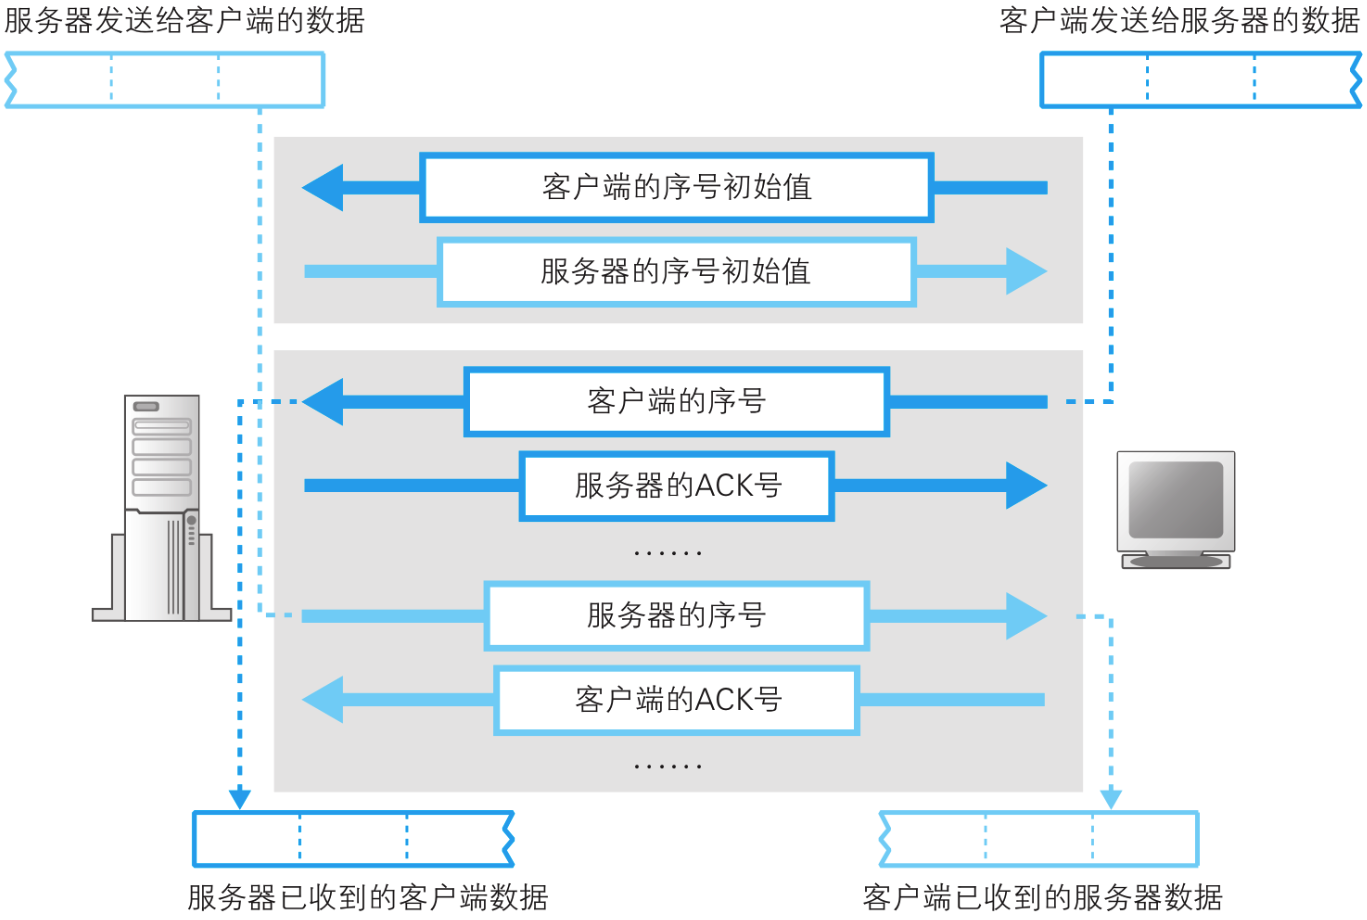 服务器发送给客户端的数据
客户端发送给服务器的数据
客户端的序号初始值
服务器的序号初始值
客户端的序号
服务器的ACK号
……
服务器的序号
客户端的ACK号
……
服务器已收到的客户端数据
客户端已收到的服务器数据